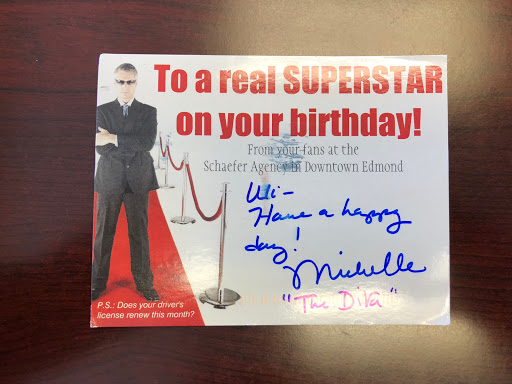 To a real SUPERSTAR
on your birthday!
From your fans at the
Schaefer Agency in Downtown Edmond
Have a happy
day!
Michelle
"The Diva"
P.S.: Does your driver's
license renew this month?